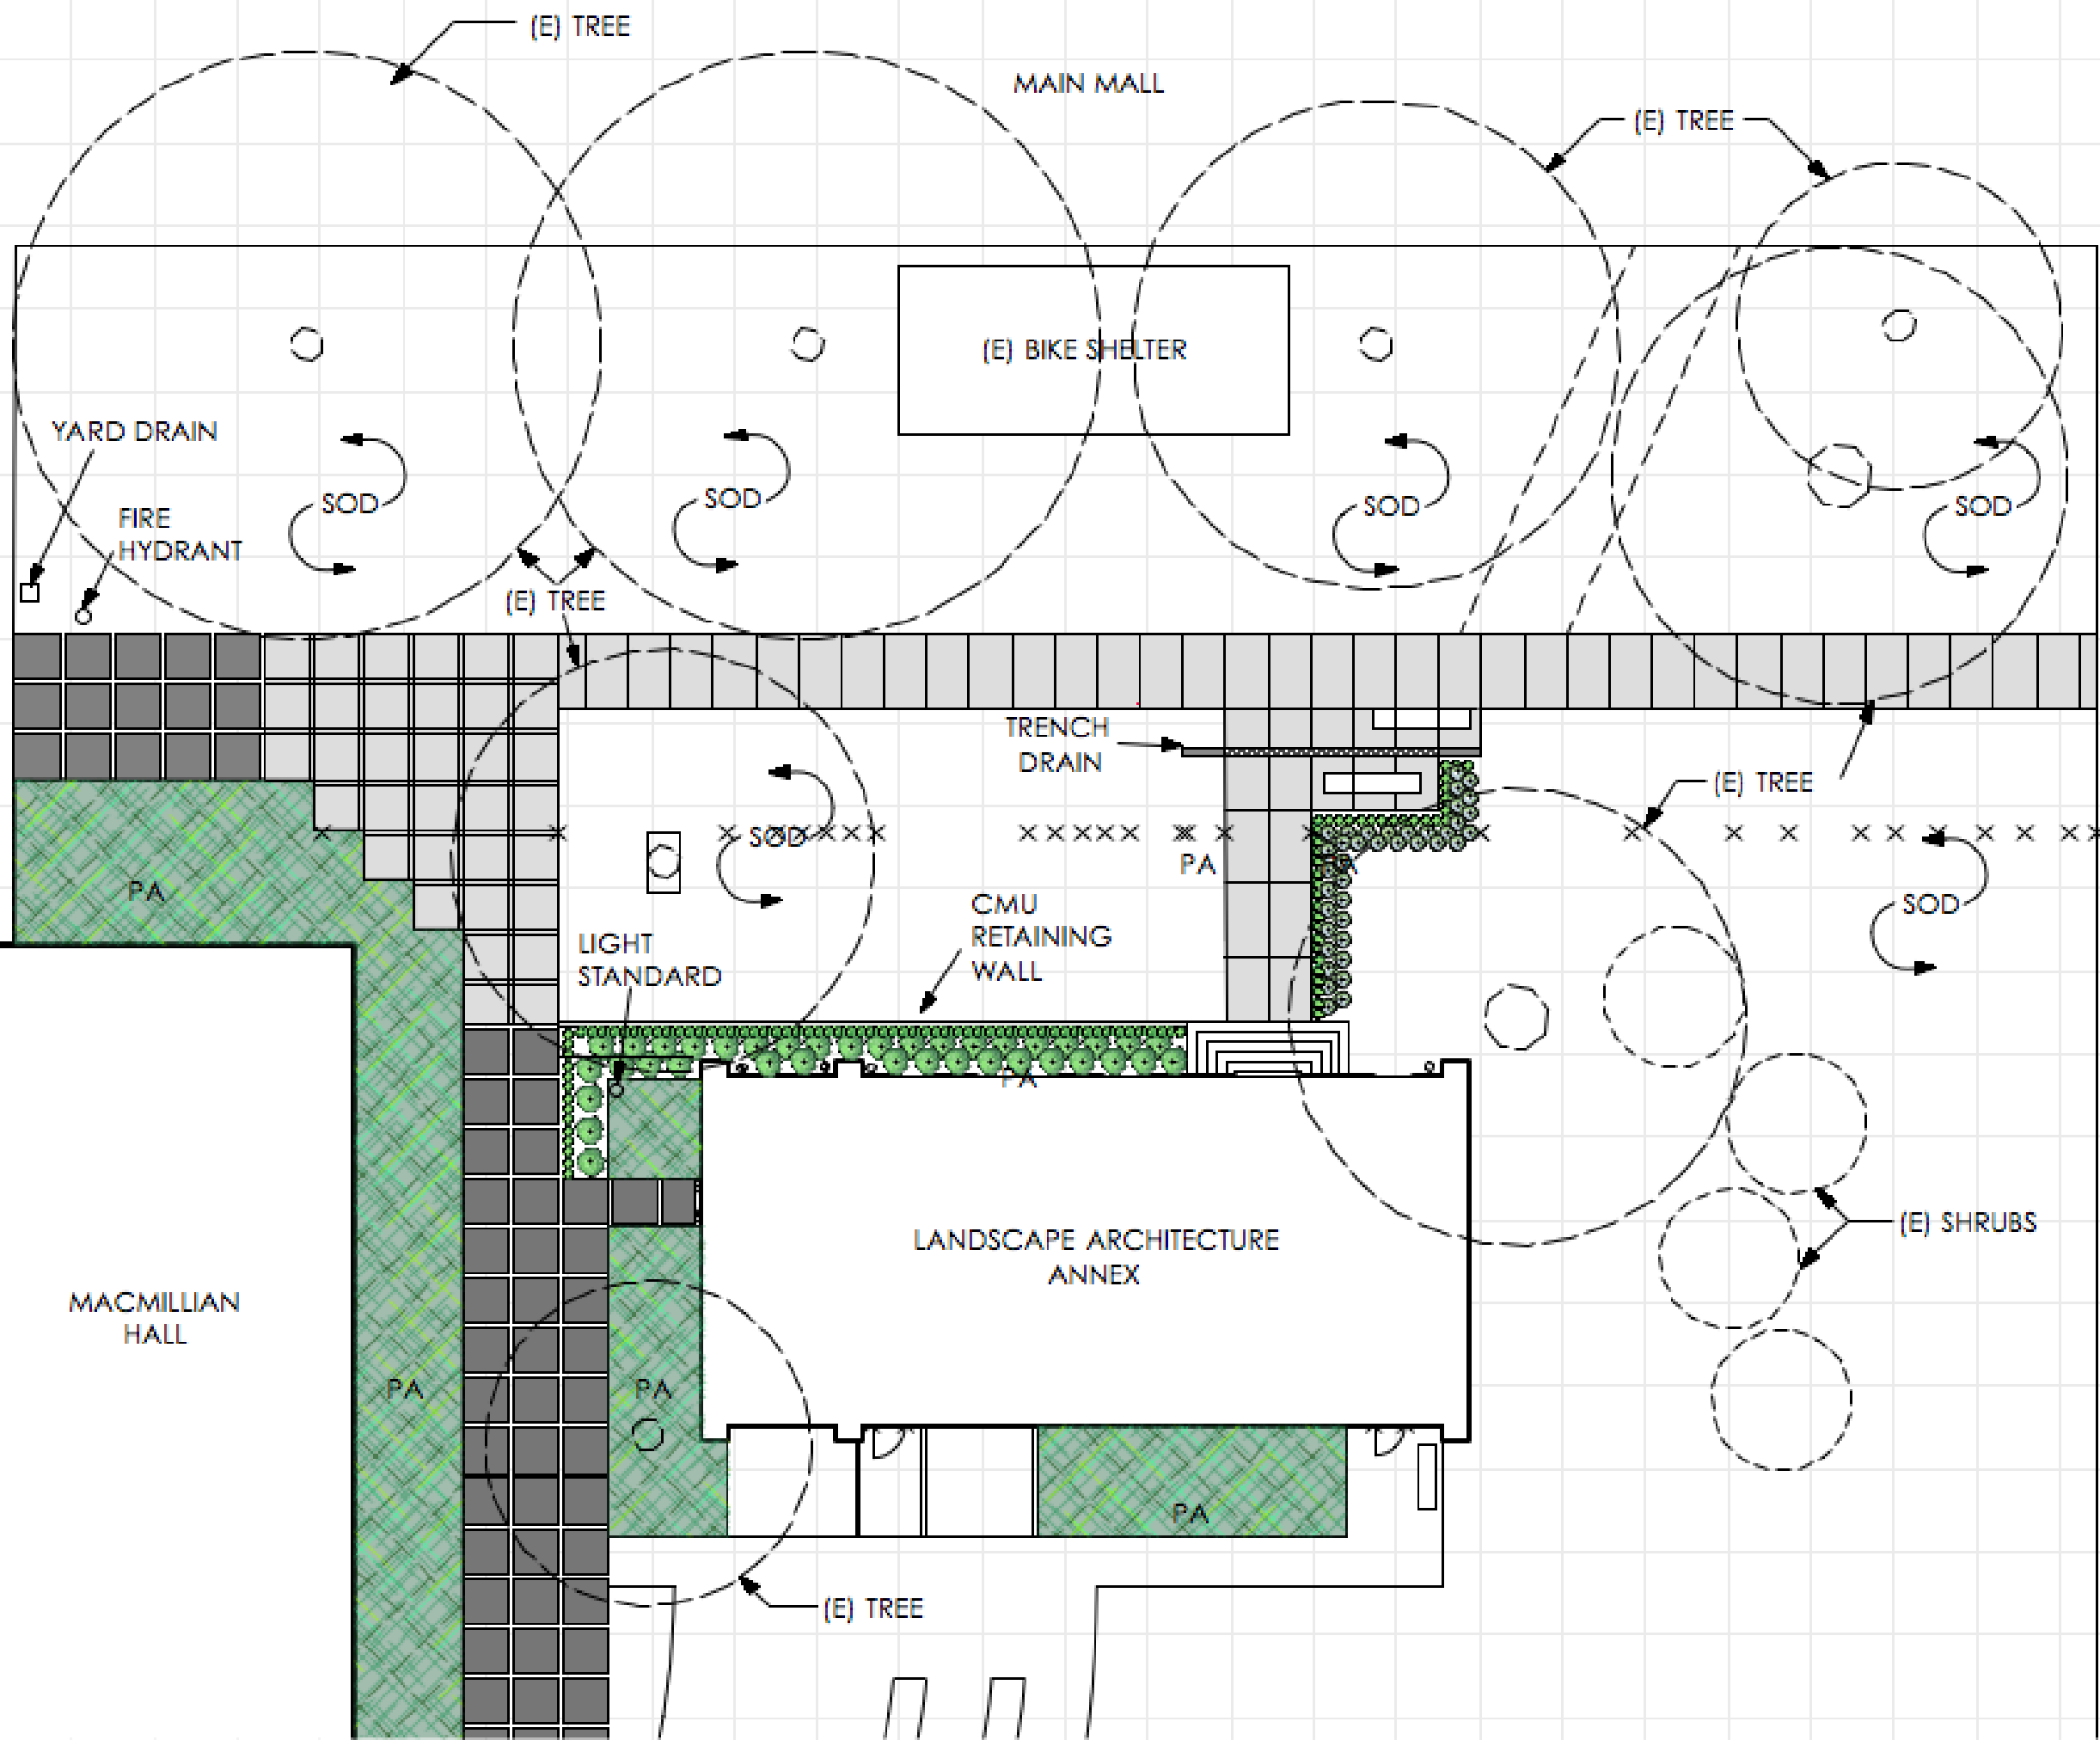 (E) TREE
MAIN MALL
(E) TREE
(E) BIKE SHELTER
YARD DRAIN
SOD
SOD
SOD
SOD
FIRE
HYDRANT
(E) TREE
TRENCH
DRAIN
(E) TREE
SOD
PA
PA
PA
SOD
CMU
RETAINING
WALL
LIGHT
STANDARD
PA
LANDSCAPE ARCHITECTURE
ANNEX
(E) SHRUBS
MACMILLIAN
HALL
PA
PA
PA
(E) TREE